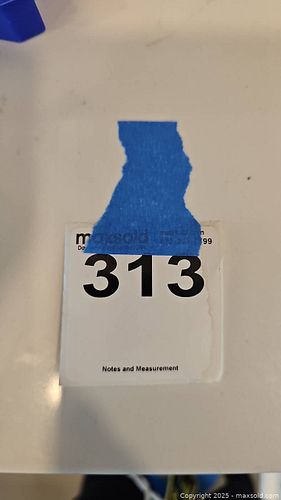 maxsold
313
Notes and Measurement
Copyright 2025 - maxsold.com